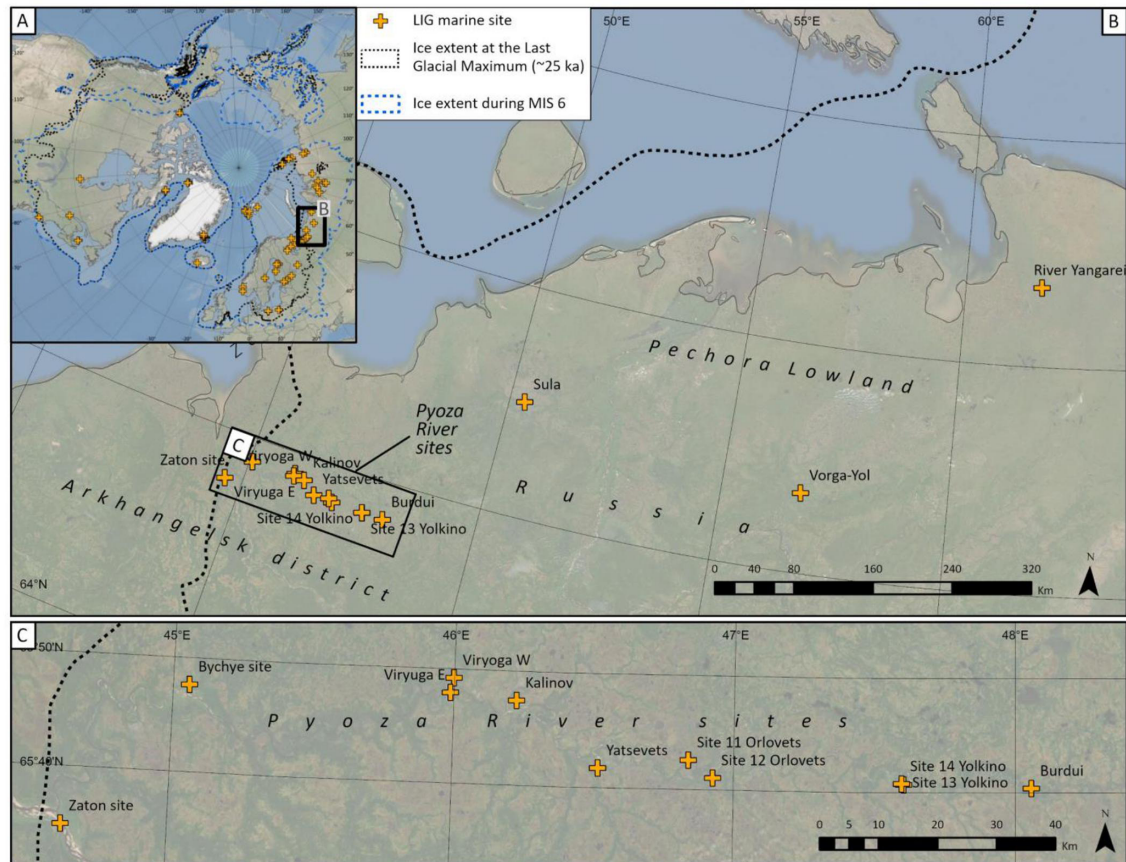 A
B
LIG marine site
Ice extent at the Last
Glacial Maximum (~25 ka)
Ice extent during MIS 6
B
50°E
55°E
60°E
River Yangarei
Pechora Lowland
Sula
Pyoza
River
sites
C
Zaton site
Viryoga W
Kalinov
Viryuga E
Yatsevets
Burdui
Site 14 Yolkino
Site 13 Yolkino
Vorga-Yol
Russia
Arkhangelsk district
64°N
0 40 80 160 240 320
Km
N
C
45°E
46°E
47°E
48°E
65°50'N
Bychye site
Viryoga W
Viryuga E
Kalinov
Pyoza River sites
Yatsevets
Site 11 Orlovets
Site 12 Orlovets
65°40'N
Site 14 Yolkino
Site 13 Yolkino
Burdui
Zaton site
0 5 10 20 30 40
Km
N